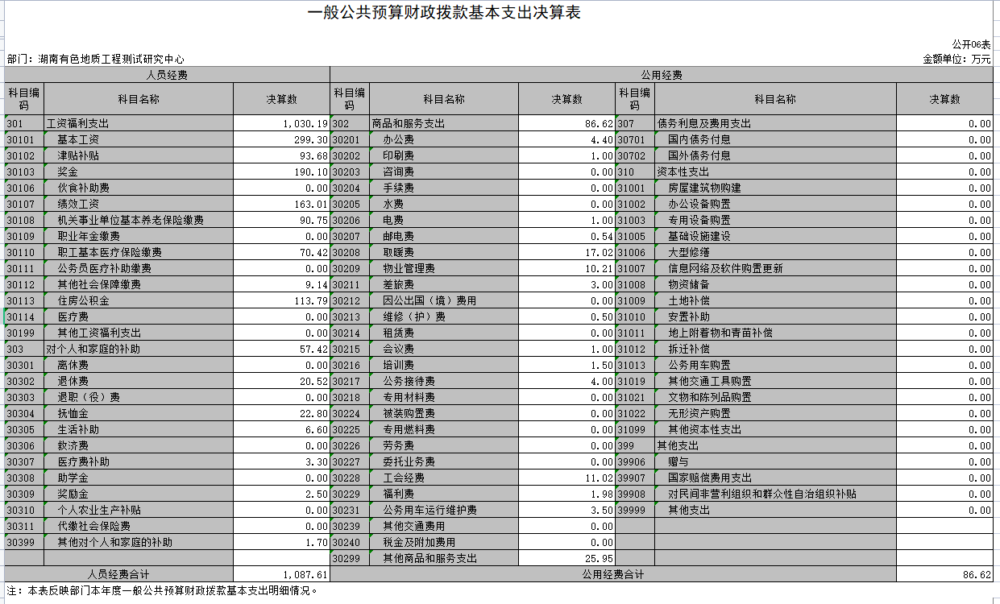 一般公共预算财政拨款基本支出决算表
公开06表
部门：湖南有色地质工程测试研究中心 金额单位：万元
人员经费 公用经费
科目编码 科目名称 决算数 科目编码 科目名称 决算数 科目编码 科目名称 决算数
301 工资福利支出 1,030.19 302 商品和服务支出 86.62 307 债务利息及费用支出 0.00
30101 基本工资 299.30 30201 办公费 4.40 30701 国内债务付息 0.00
30102 津贴补贴 93.68 30202 印刷费 1.00 30702 国外债务付息 0.00
30103 奖金 190.10 30203 咨询费 0.00 310 资本性支出 0.00
30106 伙食补助费 0.00 30204 手续费 0.00 31001 房屋建筑物购建 0.00
30107 绩效工资 163.01 30205 水费 0.00 31002 办公设备购置 0.00
30108 机关事业单位基本养老保险缴费 90.75 30206 电费 1.00 31003 专用设备购置 0.00
30109 职业年金缴费 0.00 30207 邮电费 0.54 31005 基础设施建设 0.00
30110 职工基本医疗保险缴费 70.42 30208 取暖费 17.02 31006 大型修缮 0.00
30111 公务员医疗补助缴费 0.00 30209 物业管理费 10.21 31007 信息网络及软件购置更新 0.00
30112 其他社会保障缴费 9.14 30211 差旅费 3.00 31008 物资储备 0.00
30113 住房公积金 113.79 30212 因公出国（境）费用 0.00 31009 土地补偿 0.00
30114 医疗费 0.00 30213 维修（护）费 0.50 31010 安置补助 0.00
30199 其他工资福利支出 0.00 30214 租赁费 0.00 31011 地上附着物和青苗补偿 0.00
303 对个人和家庭的补助 57.42 30215 会议费 1.00 31012 拆迁补偿 0.00
30301 离休费 0.00 30216 培训费 1.50 31013 公务用车购置 0.00
30302 退休费 20.52 30217 公务接待费 4.00 31019 其他交通工具购置 0.00
30303 退职（役）费 0.00 30218 专用材料费 0.00 31021 文物和陈列品购置 0.00
30304 抚恤金 22.80 30224 被装购置费 0.00 31022 无形资产购置 0.00
30305 生活补助 6.60 30225 专用燃料费 0.00 31099 其他资本性支出 0.00
30306 救济费 0.00 30226 劳务费 0.00 399 其他支出 0.00
30307 医疗费补助 3.30 30227 委托业务费 0.00 39906 赠与 0.00
30308 助学金 0.00 30228 工会经费 11.02 39907 国家赔偿费用支出 0.00
30309 奖励金 2.50 30229 福利费 1.98 39908 对民间非营利组织和群众性自治组织补贴 0.00
30310 个人农业生产补贴 0.00 30231 公务用车运行维护费 3.50 39999 其他支出 0.00
30311 代缴社会保险费 0.00 30239 其他交通费用 0.00
30399 其他对个人和家庭的补助 1.70 30240 税金及附加费用 0.00
30299 其他商品和服务支出 25.95
人员经费合计 1,087.61 公用经费合计 86.62
注：本表反映部门本年度一般公共预算财政拨款基本支出明细情况。